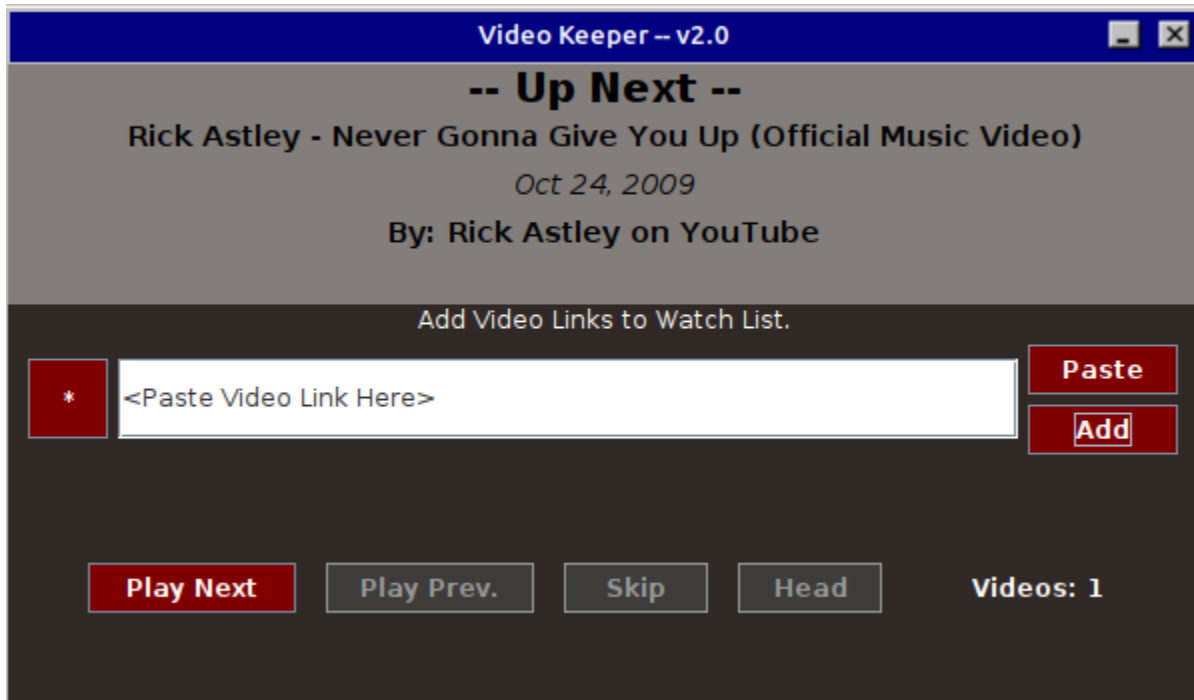 Video Keeper -- v2.0
-- Up Next --
Rick Astley - Never Gonna Give You Up (Official Music Video)
Oct 24, 2009
By: Rick Astley on YouTube
Add Video Links to Watch List.
*
<Paste Video Link Here>
Paste
Add
Play Next
Play Prev.
Skip
Head
Videos: 1